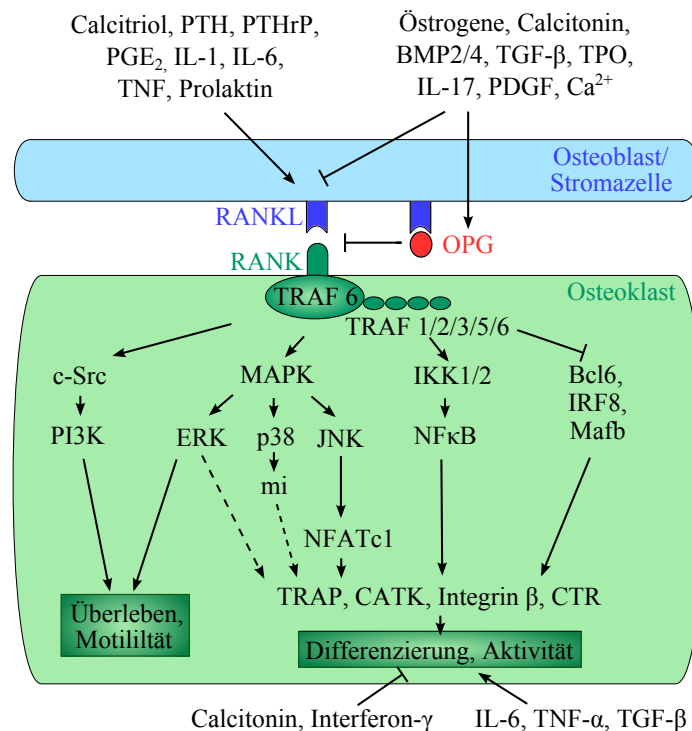 Calcitriol, PTH, PTHrP,
PGE2, IL-1, IL-6,
TNF, Prolaktin
Östrogene, Calcitonin,
BMP2/4, TGF-β, TPO,
IL-17, PDGF, Ca²⁺
Osteoblast/
Stromazelle
RANKL
OPG
RANK
Osteoklast
TRAF 6
TRAF 1/2/3/5/6
c-Src
MAPK
IKK1/2
Bcl6,
IRF8,
Mafb
PI3K
ERK
p38
JNK
NFκB
mi
NFATc1
TRAP, CATK, Integrin β, CTR
Überleben,
Motililtät
Differenzierung, Aktivität
Calcitonin, Interferon-γ
IL-6, TNF-α, TGF-β